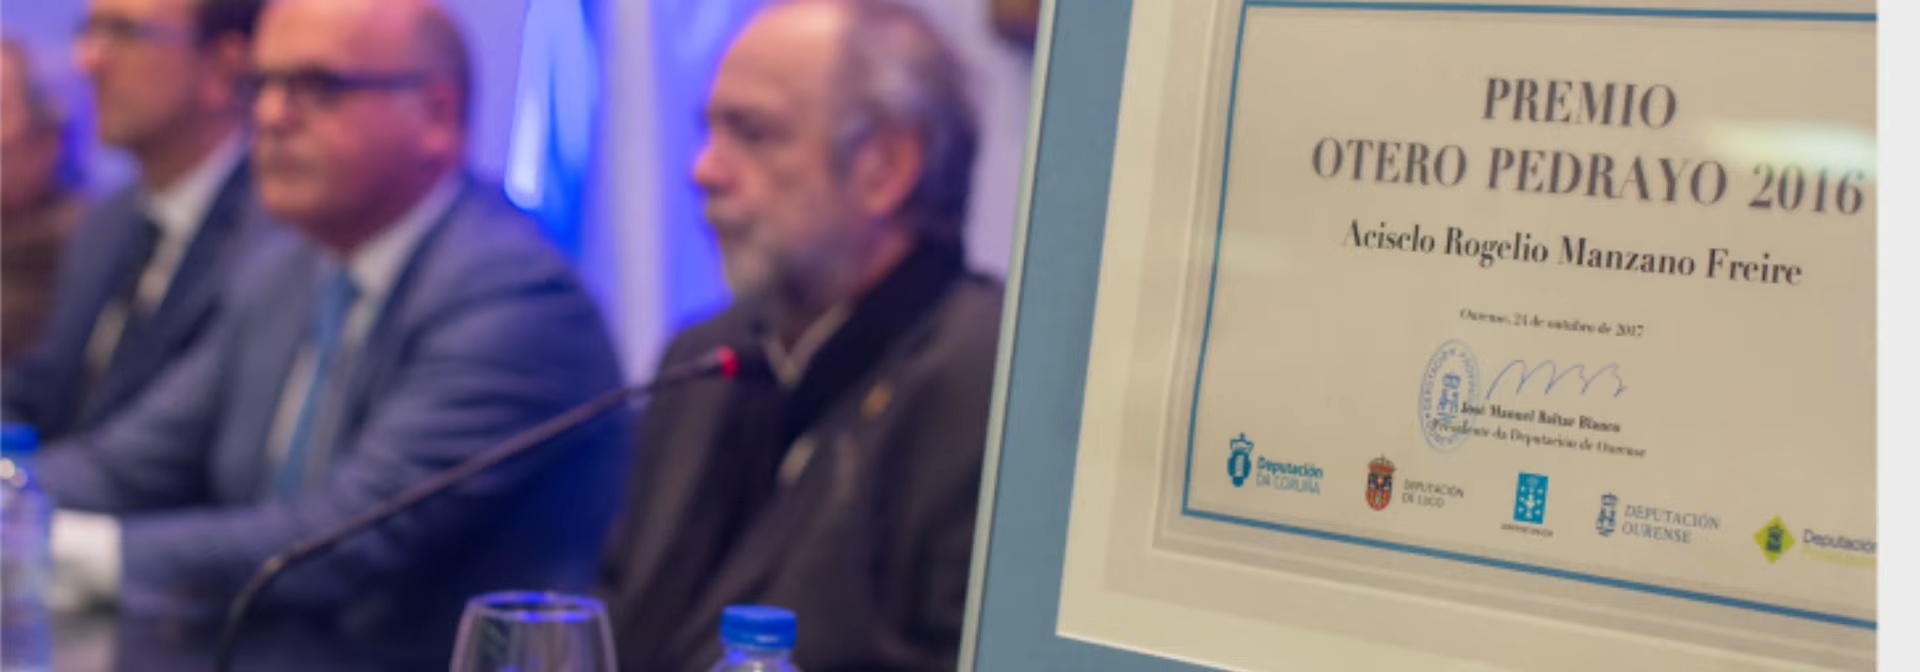 PREMIO
OTERO PEDRAYO 2016
Acisclo Rogelio Manzano Freire
Ourense, 24 de outubro de 2017
José Manuel Baltar Blanco
Presidente da Deputación de Ourense
Deputación
DA CORUÑA
DEPUTACIÓN
DE LUGO
DEPUTACIÓN
OURENSE
Deputación